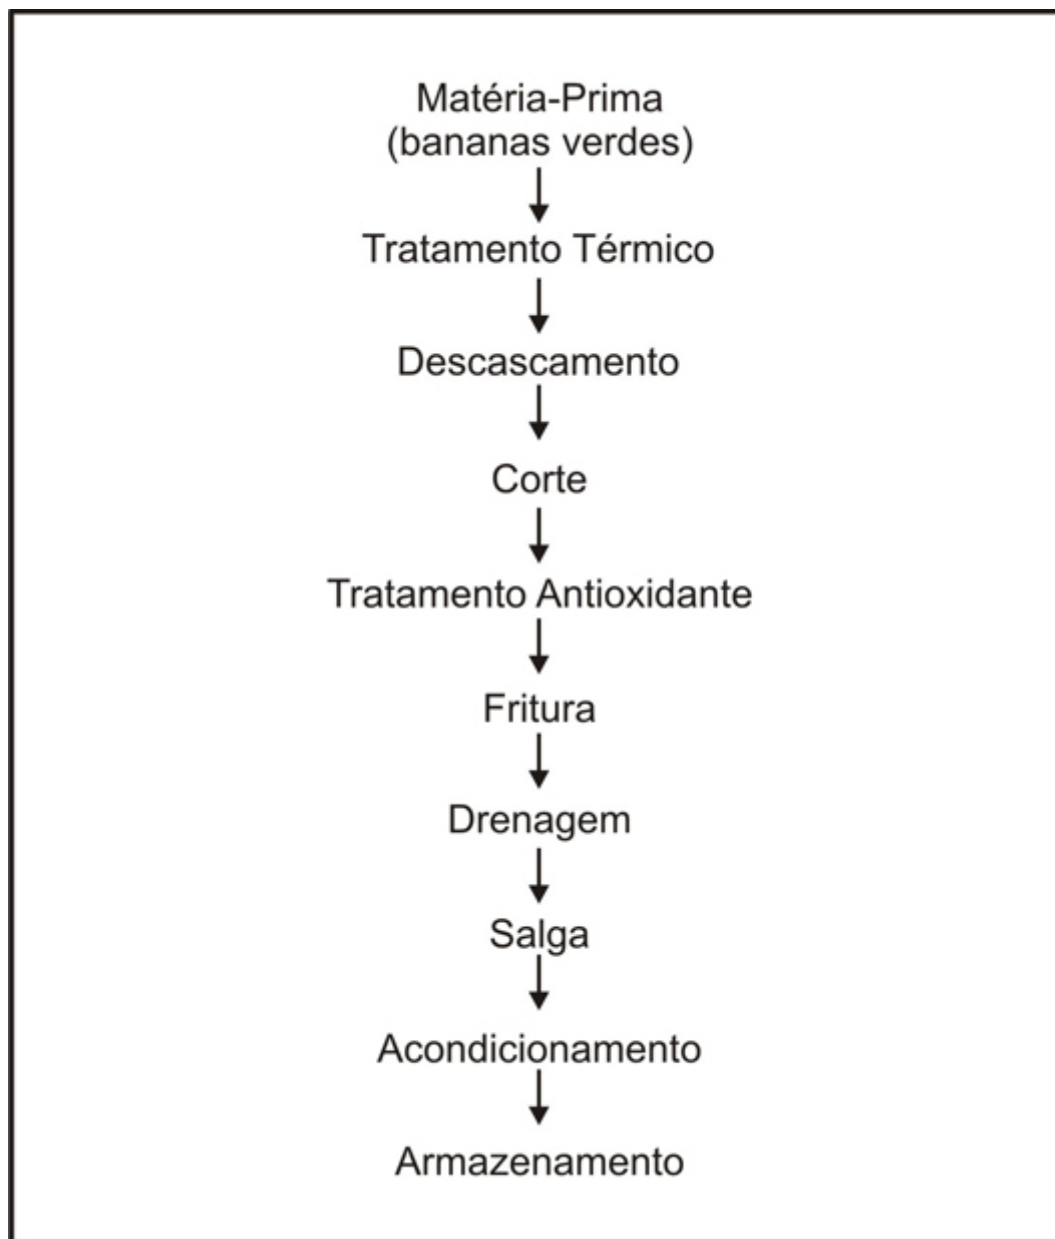 Matéria-Prima
(bananas verdes)
Tratamento Térmico
Descascamento
Corte
Tratamento Antioxidante
Fritura
Drenagem
Salga
Acondicionamento
Armazenamento